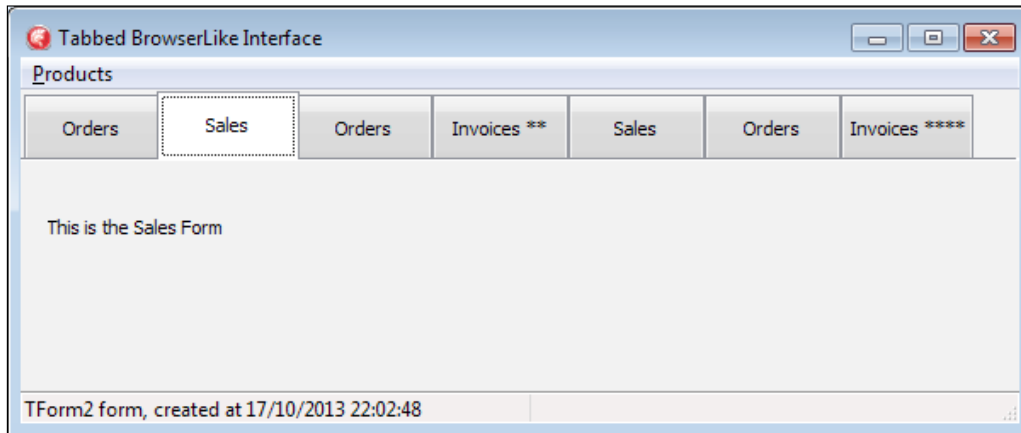 Tabbed BrowserLike Interface
Products
Orders Sales Orders Invoices ** Sales Orders Invoices ****
This is the Sales Form
TForm2 form, created at 17/10/2013 22:02:48